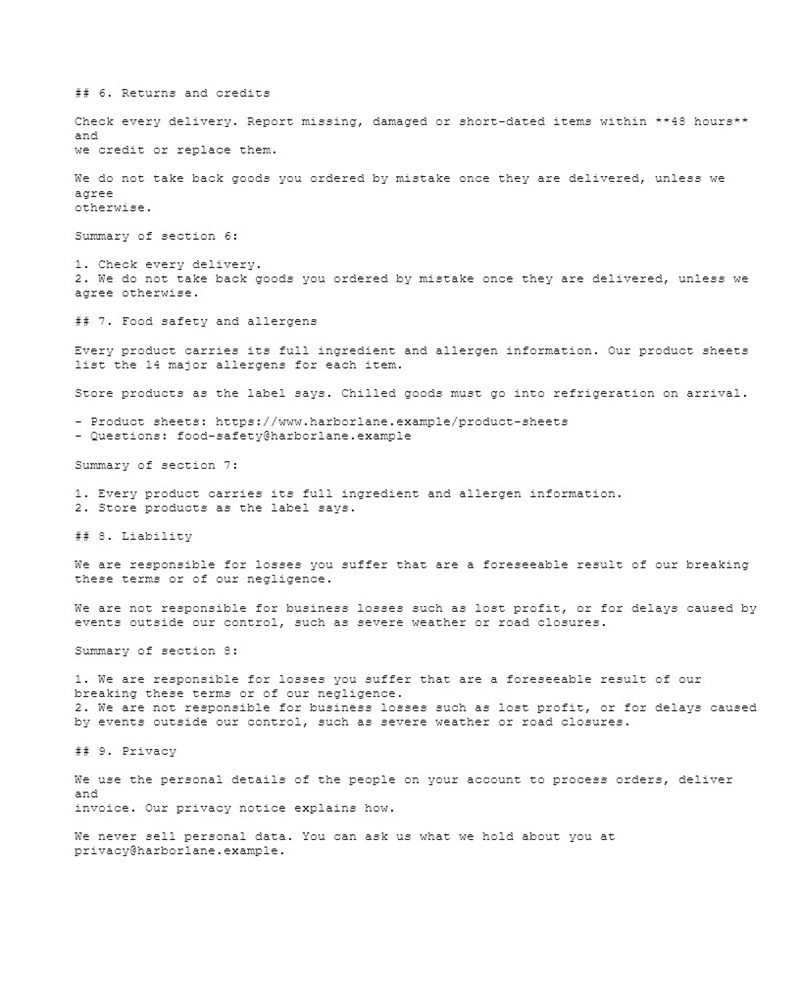 ## 6. Returns and credits
Check every delivery. Report missing, damaged or short-dated items within **48 hours**
and
we credit or replace them.
We do not take back goods you ordered by mistake once they are delivered, unless we
agree
otherwise.
Summary of section 6:
1. Check every delivery.
2. We do not take back goods you ordered by mistake once they are delivered, unless we
agree otherwise.
## 7. Food safety and allergens
Every product carries its full ingredient and allergen information. Our product sheets
list the 14 major allergens for each item.
Store products as the label says. Chilled goods must go into refrigeration on arrival.
- Product sheets: https://www.harborlane.example/product-sheets
- Questions: food-safety@harborlane.example
Summary of section 7:
1. Every product carries its full ingredient and allergen information.
2. Store products as the label says.
## 8. Liability
We are responsible for losses you suffer that are a foreseeable result of our breaking
these terms or of our negligence.
We are not responsible for business losses such as lost profit, or for delays caused by
events outside our control, such as severe weather or road closures.
Summary of section 8:
1. We are responsible for losses you suffer that are a foreseeable result of our
breaking these terms or of our negligence.
2. We are not responsible for business losses such as lost profit, or for delays caused
by events outside our control, such as severe weather or road closures.
## 9. Privacy
We use the personal details of the people on your account to process orders, deliver
and
invoice. Our privacy notice explains how.
We never sell personal data. You can ask us what we hold about you at
privacy@harborlane.example.